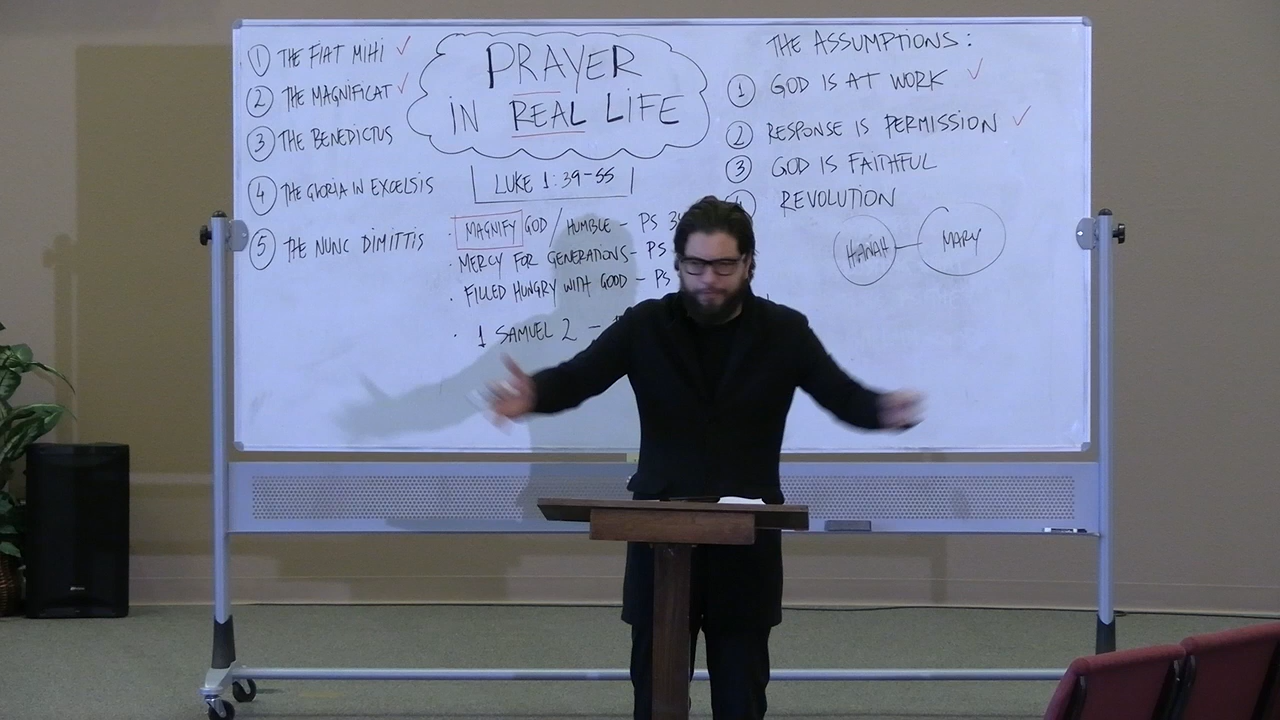 1 THE FIAT MIHI ✓
2 THE MAGNIFICAT ✓
3 THE BENEDICTUS
4 THE GLORIA IN EXCELSIS
5 THE NUNC DIMITTIS
PRAYER
IN REAL LIFE
LUKE 1:39-55
· MAGNIFY GOD / HUMBLE - PS
· MERCY FOR GENERATIONS - PS
· FILLED HUNGRY WITH GOOD - PS
· 1 SAMUEL 2 -
THE ASSUMPTIONS:
1 GOD IS AT WORK ✓
2 RESPONSE IS PERMISSION ✓
3 GOD IS FAITHFUL
REVOLUTION
HANNAH
MARY